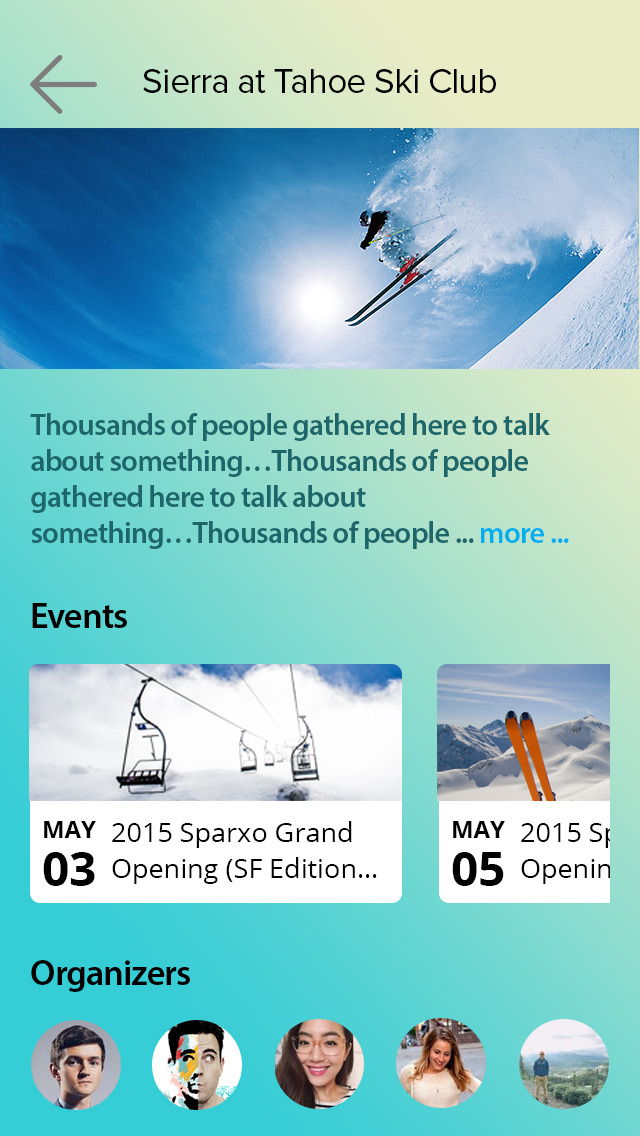 Sierra at Tahoe Ski Club
Thousands of people gathered here to talk
about something…Thousands of people
gathered here to talk about
something…Thousands of people ... more ...
Events
MAY
03
2015 Sparxo Grand
Opening (SF Edition...
MAY
05
2015 Sp
Openin
Organizers